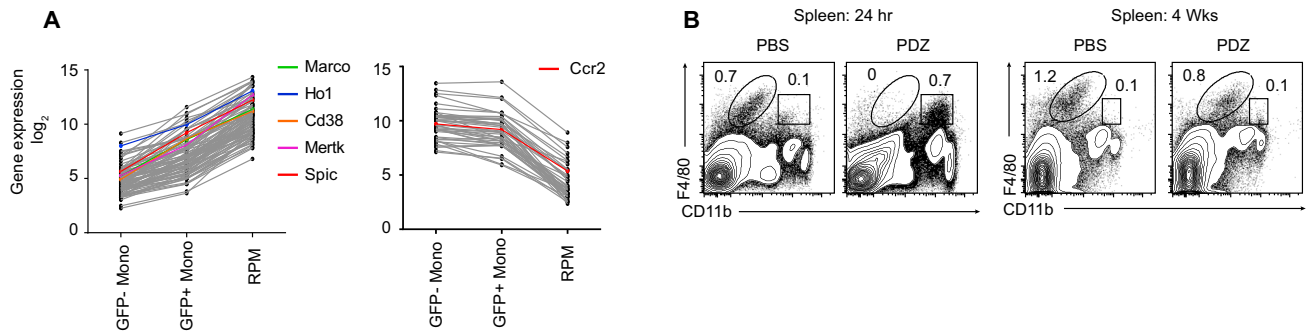 A
Gene expression
log2
15
10
5
0
GFP- Mono
GFP+ Mono
RPM
Marco
Ho1
Cd38
Mertk
Spic
15
10
5
0
GFP- Mono
GFP+ Mono
RPM
Ccr2
B
Spleen: 24 hr
PBS
PDZ
0.7
0.1
0
0.7
F4/80
CD11b
Spleen: 4 Wks
PBS
PDZ
1.2
0.1
0.8
0.1
F4/80
CD11b